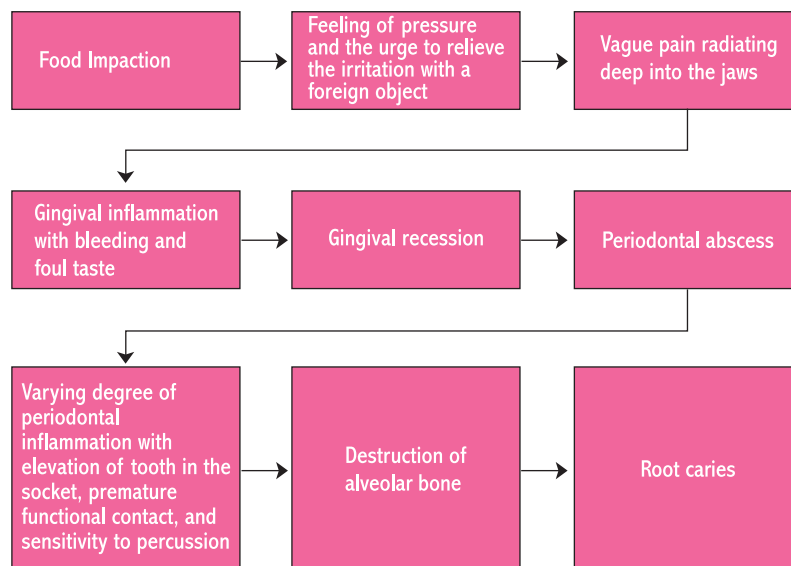 Food Impaction
Feeling of pressure
and the urge to relieve
the irritation with a
foreign object
Vague pain radiating
deep into the jaws
Gingival inflammation
with bleeding and
foul taste
Gingival recession
Periodontal abscess
Varying degree of
periodontal
inflammation with
elevation of tooth in the
socket, premature
functional contact, and
sensitivity to percussion
Destruction of
alveolar bone
Root caries